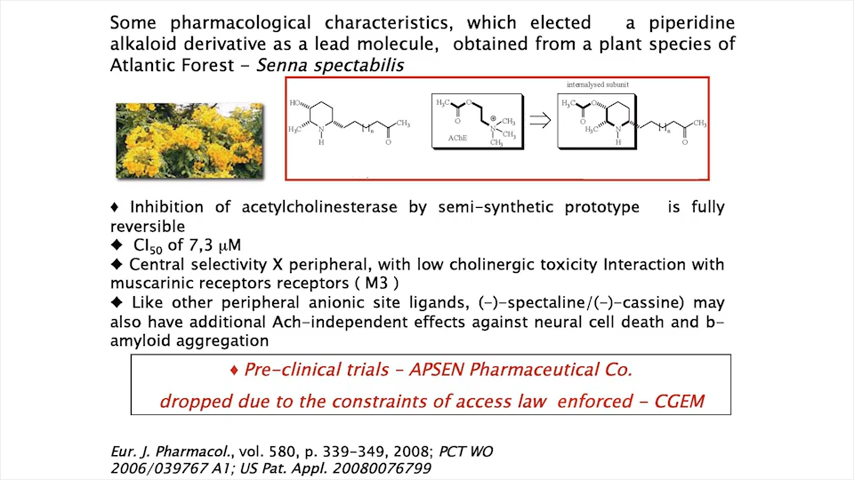 Some pharmacological characteristics, which elected a piperidine
alkaloid derivative as a lead molecule, obtained from a plant species of
Atlantic Forest – Senna spectabilis
internalysed subunit
HO
H₃C
N
H
n
CH₃
O
H₃C
O
O
AChE
⊕
N
CH₃
CH₃
CH₃
H₃C
O
O
H₃C
N
H
n
CH₃
O
♦ Inhibition of acetylcholinesterase by semi-synthetic prototype is fully
reversible
◆ CI₅₀ of 7,3 µM
◆ Central selectivity X peripheral, with low cholinergic toxicity Interaction with
muscarinic receptors receptors ( M3 )
◆ Like other peripheral anionic site ligands, (-)-spectaline/(-)-cassine) may
also have additional Ach-independent effects against neural cell death and b-
amyloid aggregation
♦ Pre-clinical trials – APSEN Pharmaceutical Co.
dropped due to the constraints of access law enforced – CGEM
Eur. J. Pharmacol., vol. 580, p. 339-349, 2008; PCT WO
2006/039767 A1; US Pat. Appl. 20080076799